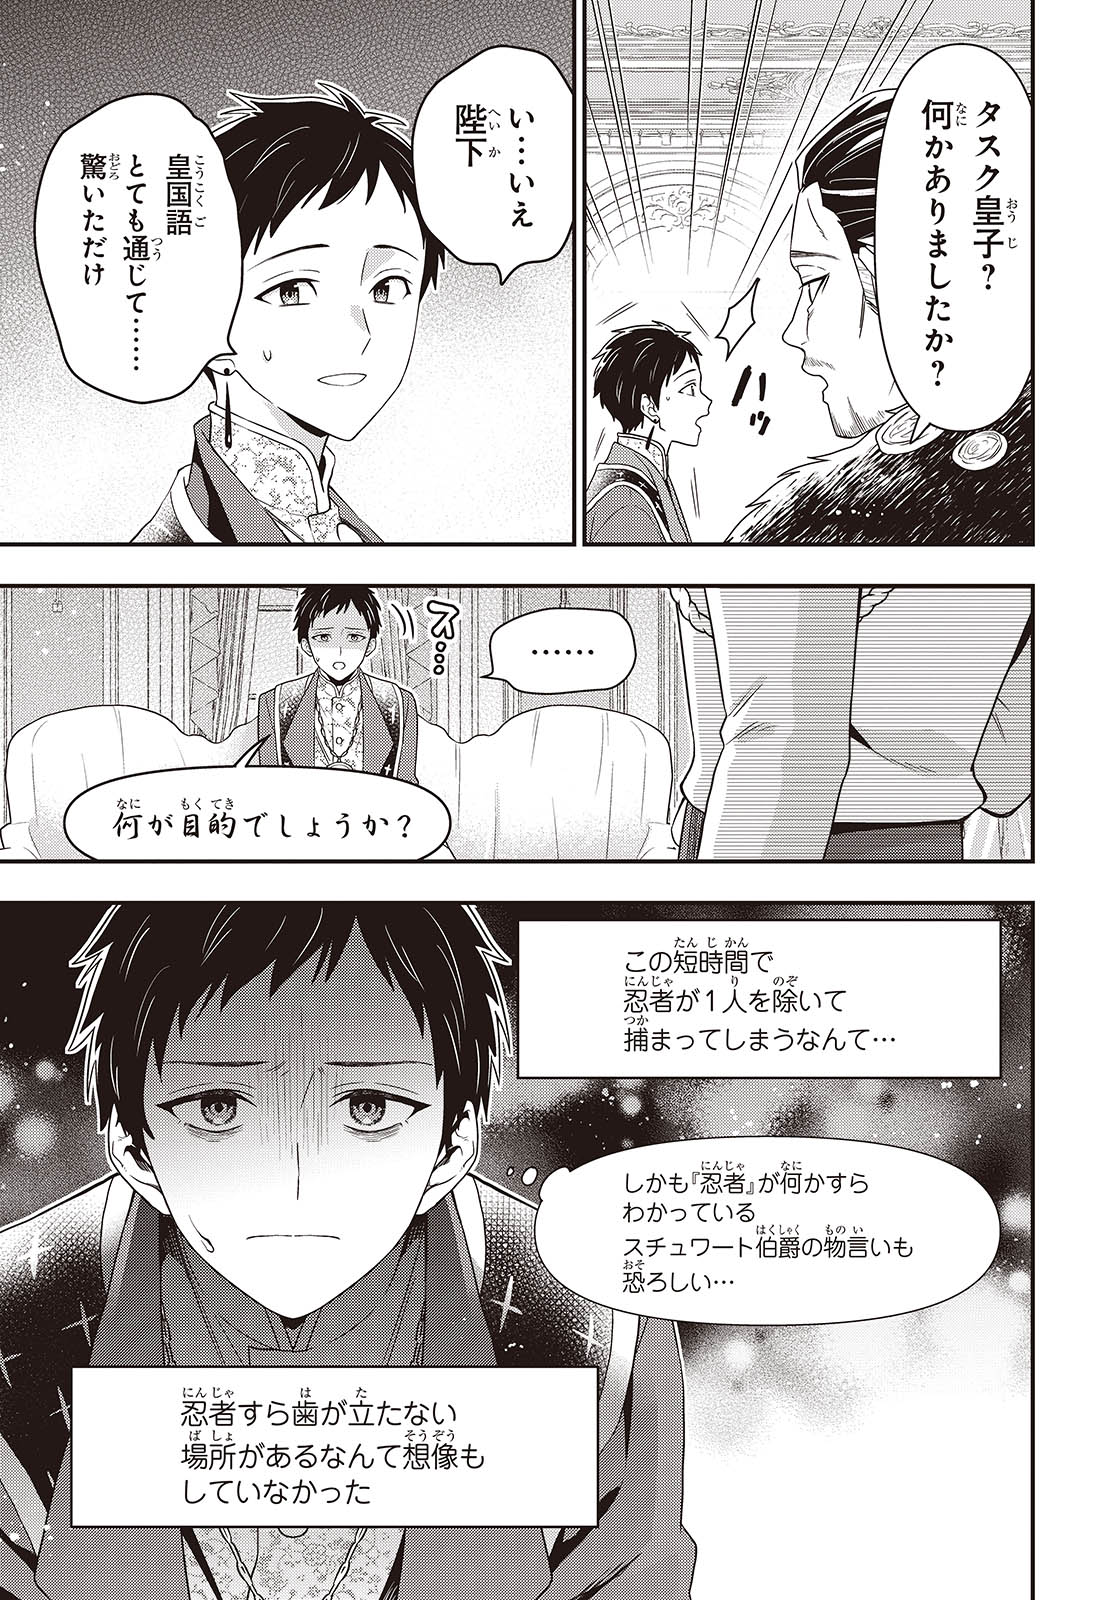 タスク皇子？
何かありましたか？
ハッ
い…いえ
陛下
皇国語
とても通じて……
驚いただけ
……
ス…
何が目的でしょうか？
この短時間で
忍者が１人を除いて
捕まってしまうなんて…
しかも『忍者』が何かすら
わかっている
スチュワート伯爵の物言いも
恐ろしい…
忍者すら歯が立たない
場所があるなんて想像も
していなかった